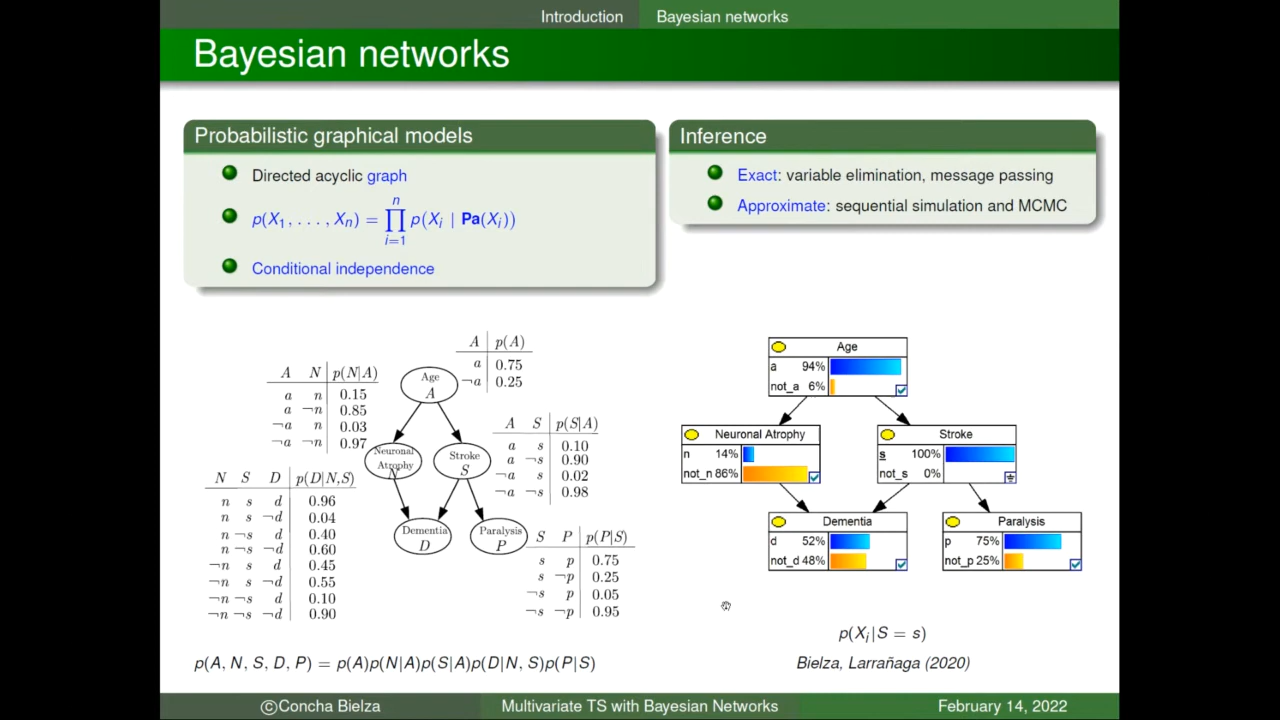 Introduction Bayesian networks
Bayesian networks
Probabilistic graphical models
Directed acyclic graph
p(X₁, . . . , Xₙ) = ∏ⁿᵢ₌₁ p(Xᵢ | Pa(Xᵢ))
Conditional independence
Inference
Exact: variable elimination, message passing
Approximate: sequential simulation and MCMC
A p(A)
a 0.75
¬a 0.25
A N p(N|A)
a n 0.15
a ¬n 0.85
¬a n 0.03
¬a ¬n 0.97
Age
A
Neuronal
Atrophy
N
Stroke
S
A S p(S|A)
a s 0.10
a ¬s 0.90
¬a s 0.02
¬a ¬s 0.98
N S D p(D|N,S)
n s d 0.96
n s ¬d 0.04
n ¬s d 0.40
n ¬s ¬d 0.60
¬n s d 0.45
¬n s ¬d 0.55
¬n ¬s d 0.10
¬n ¬s ¬d 0.90
Dementia
D
Paralysis
P
S P p(P|S)
s p 0.75
s ¬p 0.25
¬s p 0.05
¬s ¬p 0.95
p(A, N, S, D, P) = p(A)p(N|A)p(S|A)p(D|N, S)p(P|S)
Age
a 94%
not_a 6%
Neuronal Atrophy
n 14%
not_n 86%
Stroke
s 100%
not_s 0%
Dementia
d 52%
not_d 48%
Paralysis
p 75%
not_p 25%
p(Xᵢ|S = s)
Bielza, Larrañaga (2020)
©Concha Bielza Multivariate TS with Bayesian Networks February 14, 2022